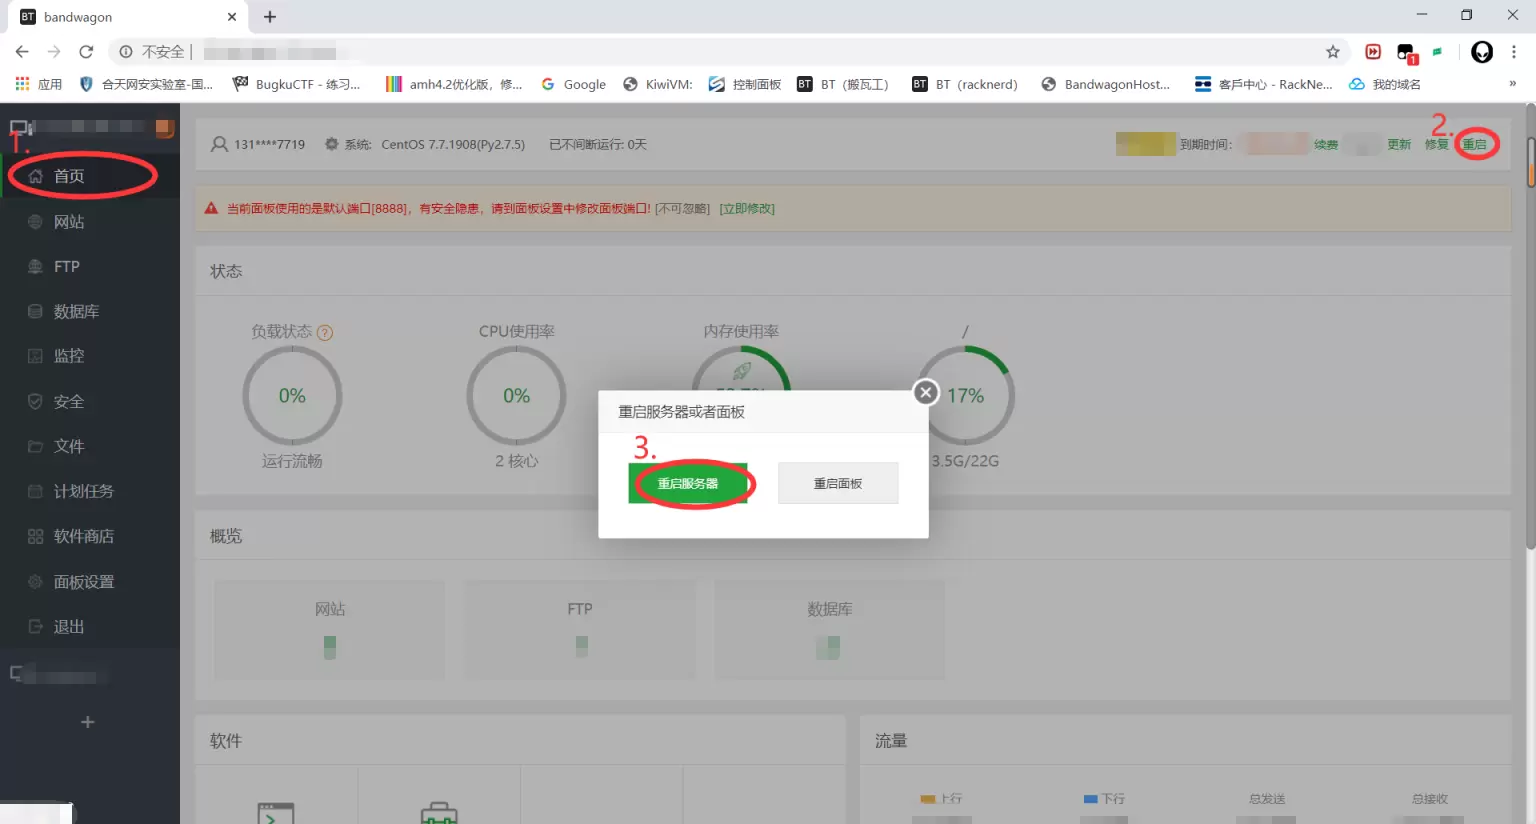 BT bandwagon
不安全
应用 合天网安实验室-国... BugkuCTF - 练习... amh4.2优化版，修... Google KiwiVM: 控制面板 BT BT（搬瓦工） BT BT（racknerd） BandwagonHost... 客戶中心 - RackNe... 我的域名 »
1
1.
首页
网站
FTP
数据库
监控
安全
文件
计划任务
软件商店
面板设置
退出
131****7719 系统: CentOS 7.7.1908(Py2.7.5) 已不间断运行: 0天 到期时间: 续费 更新 修复 重启
2.
当前面板使用的是默认端口[8888]，有安全隐患，请到面板设置中修改面板端口! [不可忽略] [立即修改]
状态
负载状态 ? CPU使用率 内存使用率 /
0% 0% 17%
运行流畅 2 核心 3.5G/22G
重启服务器或者面板
3.
重启服务器 重启面板
概览
网站 FTP 数据库
软件 流量
上行 下行 总发送 总接收